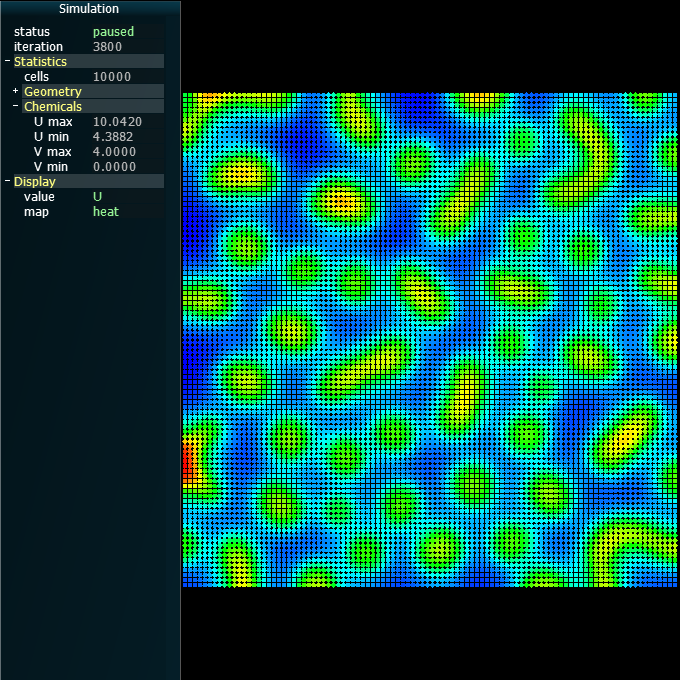 Simulation
status paused
iteration 3800
- Statistics
cells 10000
+ Geometry
- Chemicals
U max 10.0420
U min 4.3882
V max 4.0000
V min 0.0000
- Display
value U
map heat